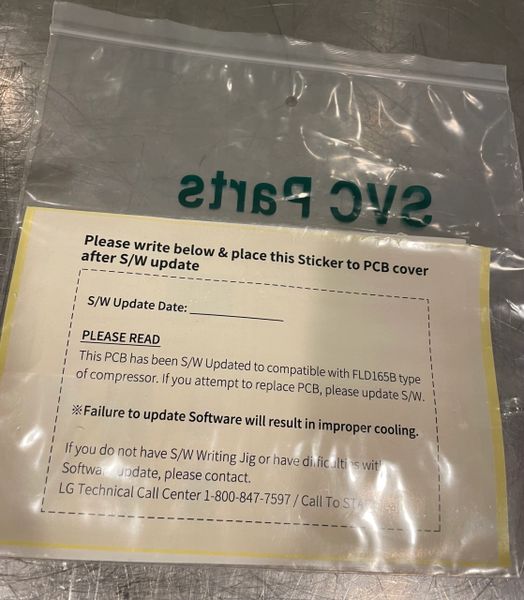 SVC Parts
Please write below & place this Sticker to PCB cover
after S/W update
S/W Update Date: ______________
PLEASE READ
This PCB has been S/W Updated to compatible with FLD165B type
of compressor. If you attempt to replace PCB, please update S/W.
※Failure to update Software will result in improper cooling.
If you do not have S/W Writing Jig or have difficulties with
Software update, please contact.
LG Technical Call Center 1-800-847-7597 / Call To